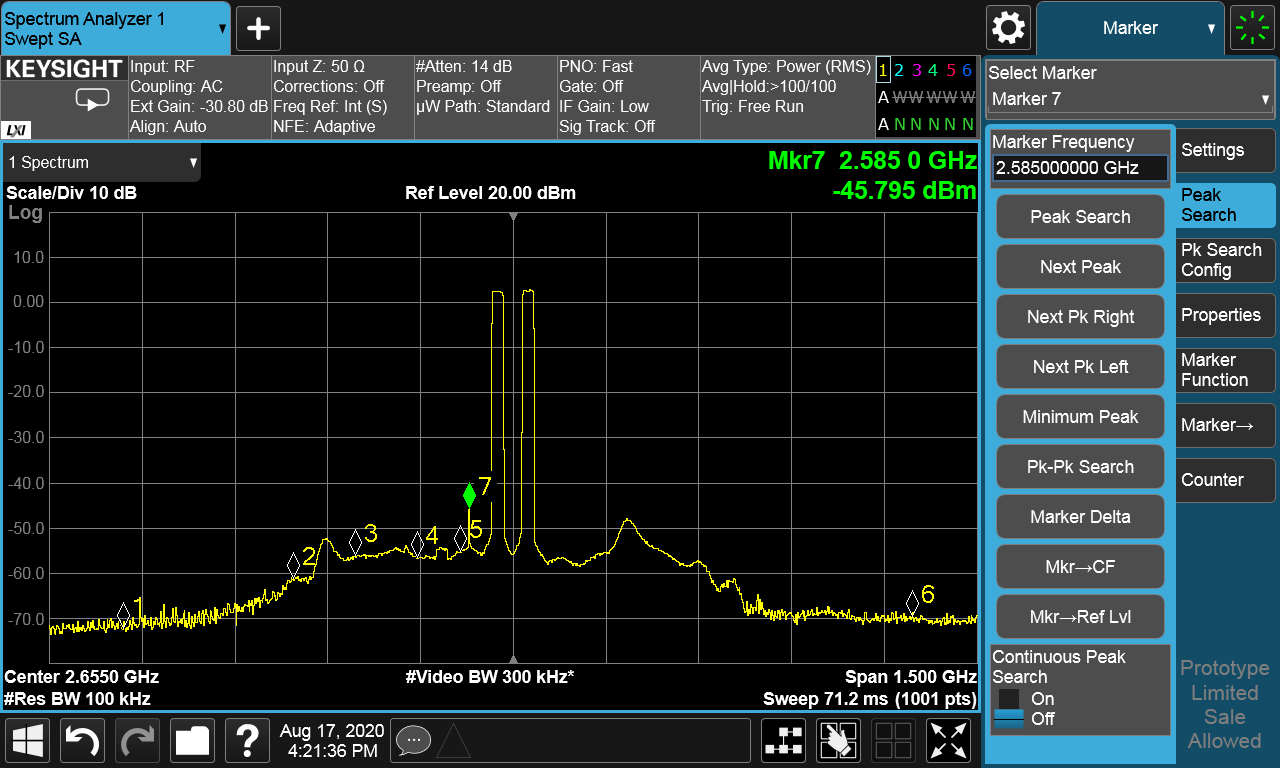 Spectrum Analyzer 1
Swept SA
Marker
KEYSIGHT
LXI
Input: RF
Coupling: AC
Ext Gain: -30.80 dB
Align: Auto
Input Z: 50 Ω
Corrections: Off
Freq Ref: Int (S)
NFE: Adaptive
#Atten: 14 dB
Preamp: Off
µW Path: Standard
PNO: Fast
Gate: Off
IF Gain: Low
Sig Track: Off
Avg Type: Power (RMS)
Avg|Hold:>100/100
Trig: Free Run
1 2 3 4 5 6
A W W W W W
A N N N N N
Select Marker
Marker 7
1 Spectrum
Mkr7 2.585 0 GHz
-45.795 dBm
Scale/Div 10 dB
Ref Level 20.00 dBm
Log
10.0
0.00
-10.0
-20.0
-30.0
-40.0
-50.0
-60.0
-70.0
1
2
3
4
5
7
6
Center 2.6550 GHz
#Video BW 300 kHz*
Span 1.500 GHz
#Res BW 100 kHz
Sweep 71.2 ms (1001 pts)
Marker Frequency
2.585000000 GHz
Peak Search
Next Peak
Next Pk Right
Next Pk Left
Minimum Peak
Pk-Pk Search
Marker Delta
Mkr→CF
Mkr→Ref Lvl
Continuous Peak
Search
On
Off
Settings
Peak
Search
Pk Search
Config
Properties
Marker
Function
Marker→
Counter
Prototype
Limited
Sale
Allowed
?
Aug 17, 2020
4:21:36 PM